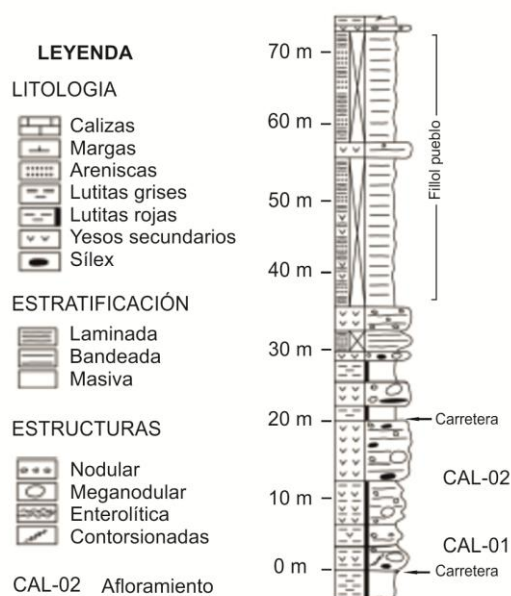 LEYENDA
LITOLOGIA
Calizas
Margas
Areniscas
Lutitas grises
Lutitas rojas
Yesos secundarios
Sílex
ESTRATIFICACIÓN
Laminada
Bandeada
Masiva
ESTRUCTURAS
Nodular
Meganodular
Enterolítica
Contorsionadas
CAL-02 Afloramiento
70 m
60 m
50 m
40 m
30 m
20 m
10 m
0 m
Fillol pueblo
Carretera
CAL-02
CAL-01
Carretera